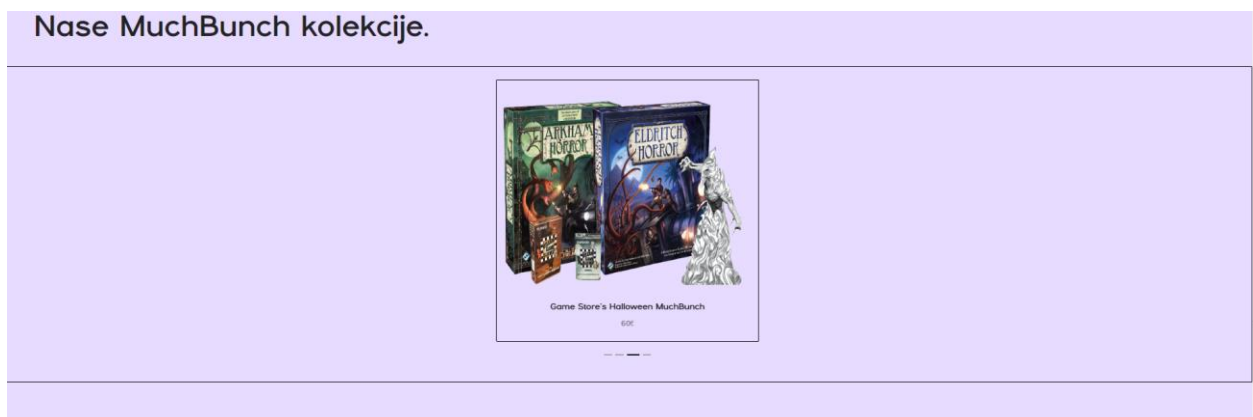 Nase MuchBunch kolekcije.
ARKHAM
HORROR
ELDRITCH
HORROR
Game Store's Halloween MuchBunch
60€